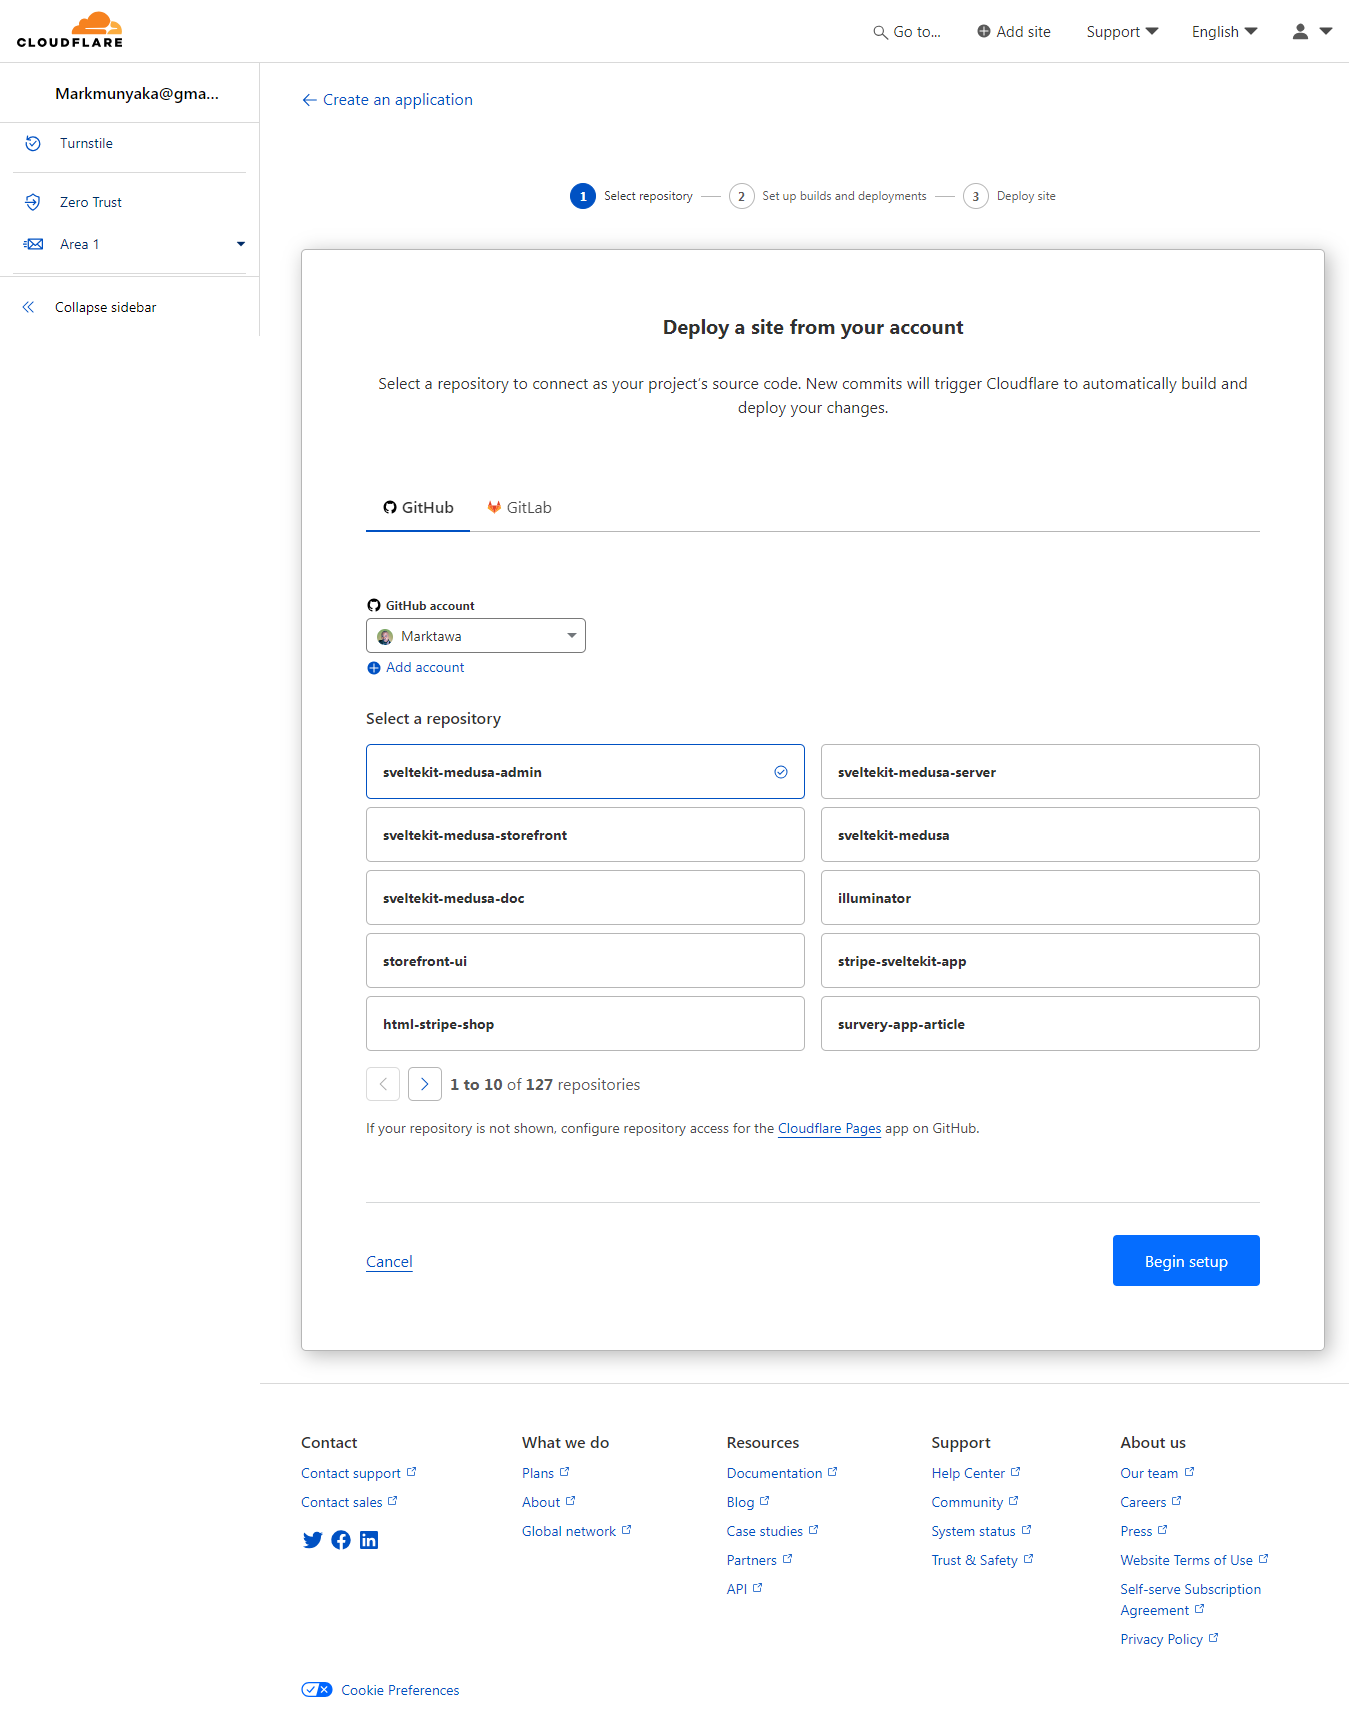 CLOUDFLARE
Go to...
Add site
Support
English
Markmunyaka@gma...
Turnstile
Zero Trust
Area 1
Collapse sidebar
Create an application
1 Select repository
2 Set up builds and deployments
3 Deploy site
Deploy a site from your account
Select a repository to connect as your project's source code. New commits will trigger Cloudflare to automatically build and
deploy your changes.
GitHub
GitLab
GitHub account
Marktawa
Add account
Select a repository
sveltekit-medusa-admin
sveltekit-medusa-server
sveltekit-medusa-storefront
sveltekit-medusa
sveltekit-medusa-doc
illuminator
storefront-ui
stripe-sveltekit-app
html-stripe-shop
survery-app-article
1 to 10 of 127 repositories
If your repository is not shown, configure repository access for the Cloudflare Pages app on GitHub.
Cancel
Begin setup
Contact
Contact support
Contact sales
What we do
Plans
About
Global network
Resources
Documentation
Blog
Case studies
Partners
API
Support
Help Center
Community
System status
Trust & Safety
About us
Our team
Careers
Press
Website Terms of Use
Self-serve Subscription
Agreement
Privacy Policy
Cookie Preferences